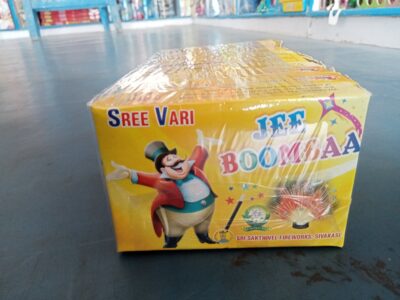 SREE VARI
JEE
BOOMBAA
SRI SAKTHIVEL FIREWORKS, SIVAKASI